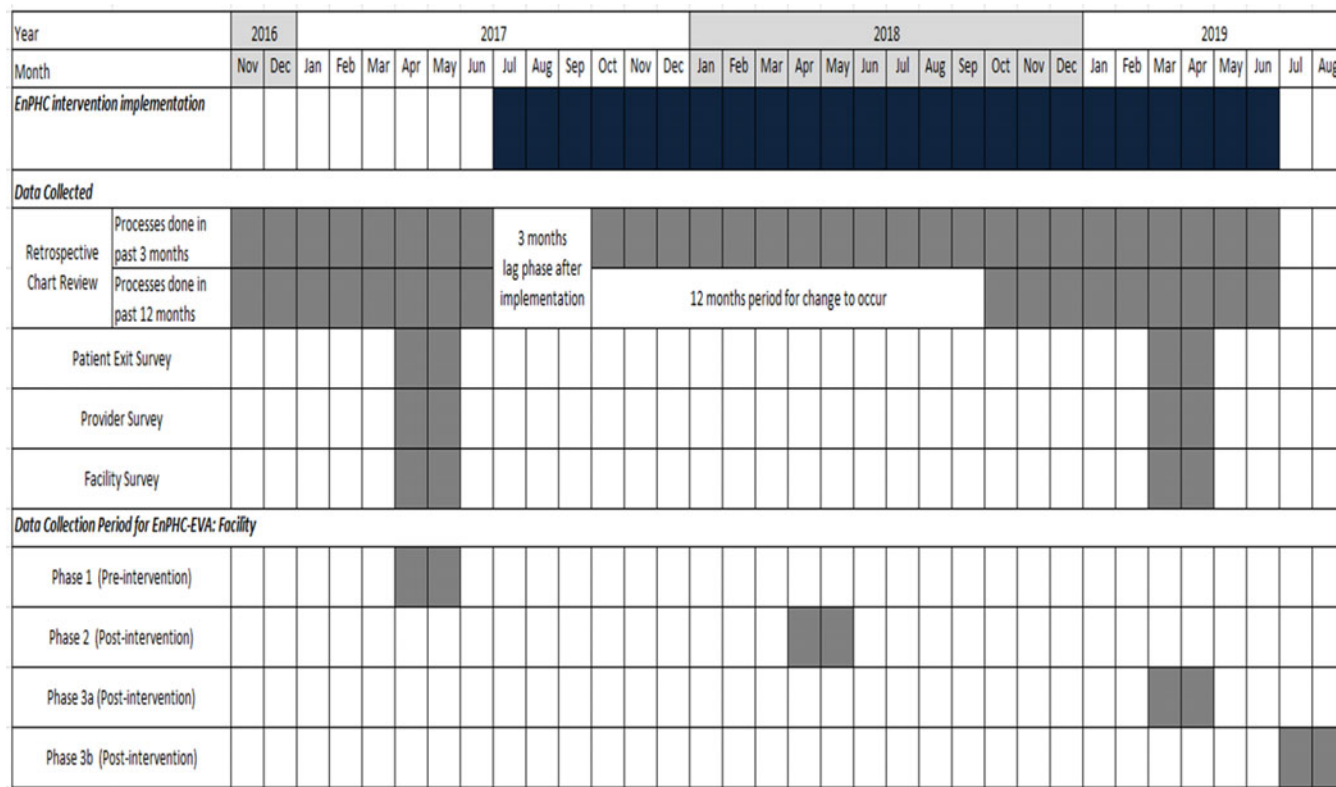 Year 2016 2017 2018 2019
Month Nov Dec Jan Feb Mar Apr May Jun Jul Aug Sep Oct Nov Dec Jan Feb Mar Apr May Jun Jul Aug Sep Oct Nov Dec Jan Feb Mar Apr May Jun Jul Aug
EnPHC intervention implementation
Data Collected
Retrospective
Chart Review
Processes done in
past 3 months
Processes done in
past 12 months
3 months
lag phase after
implementation
12 months period for change to occur
Patient Exit Survey
Provider Survey
Facility Survey
Data Collection Period for EnPHC-EVA: Facility
Phase 1 (Pre-intervention)
Phase 2 (Post-intervention)
Phase 3a (Post-intervention)
Phase 3b (Post-intervention)